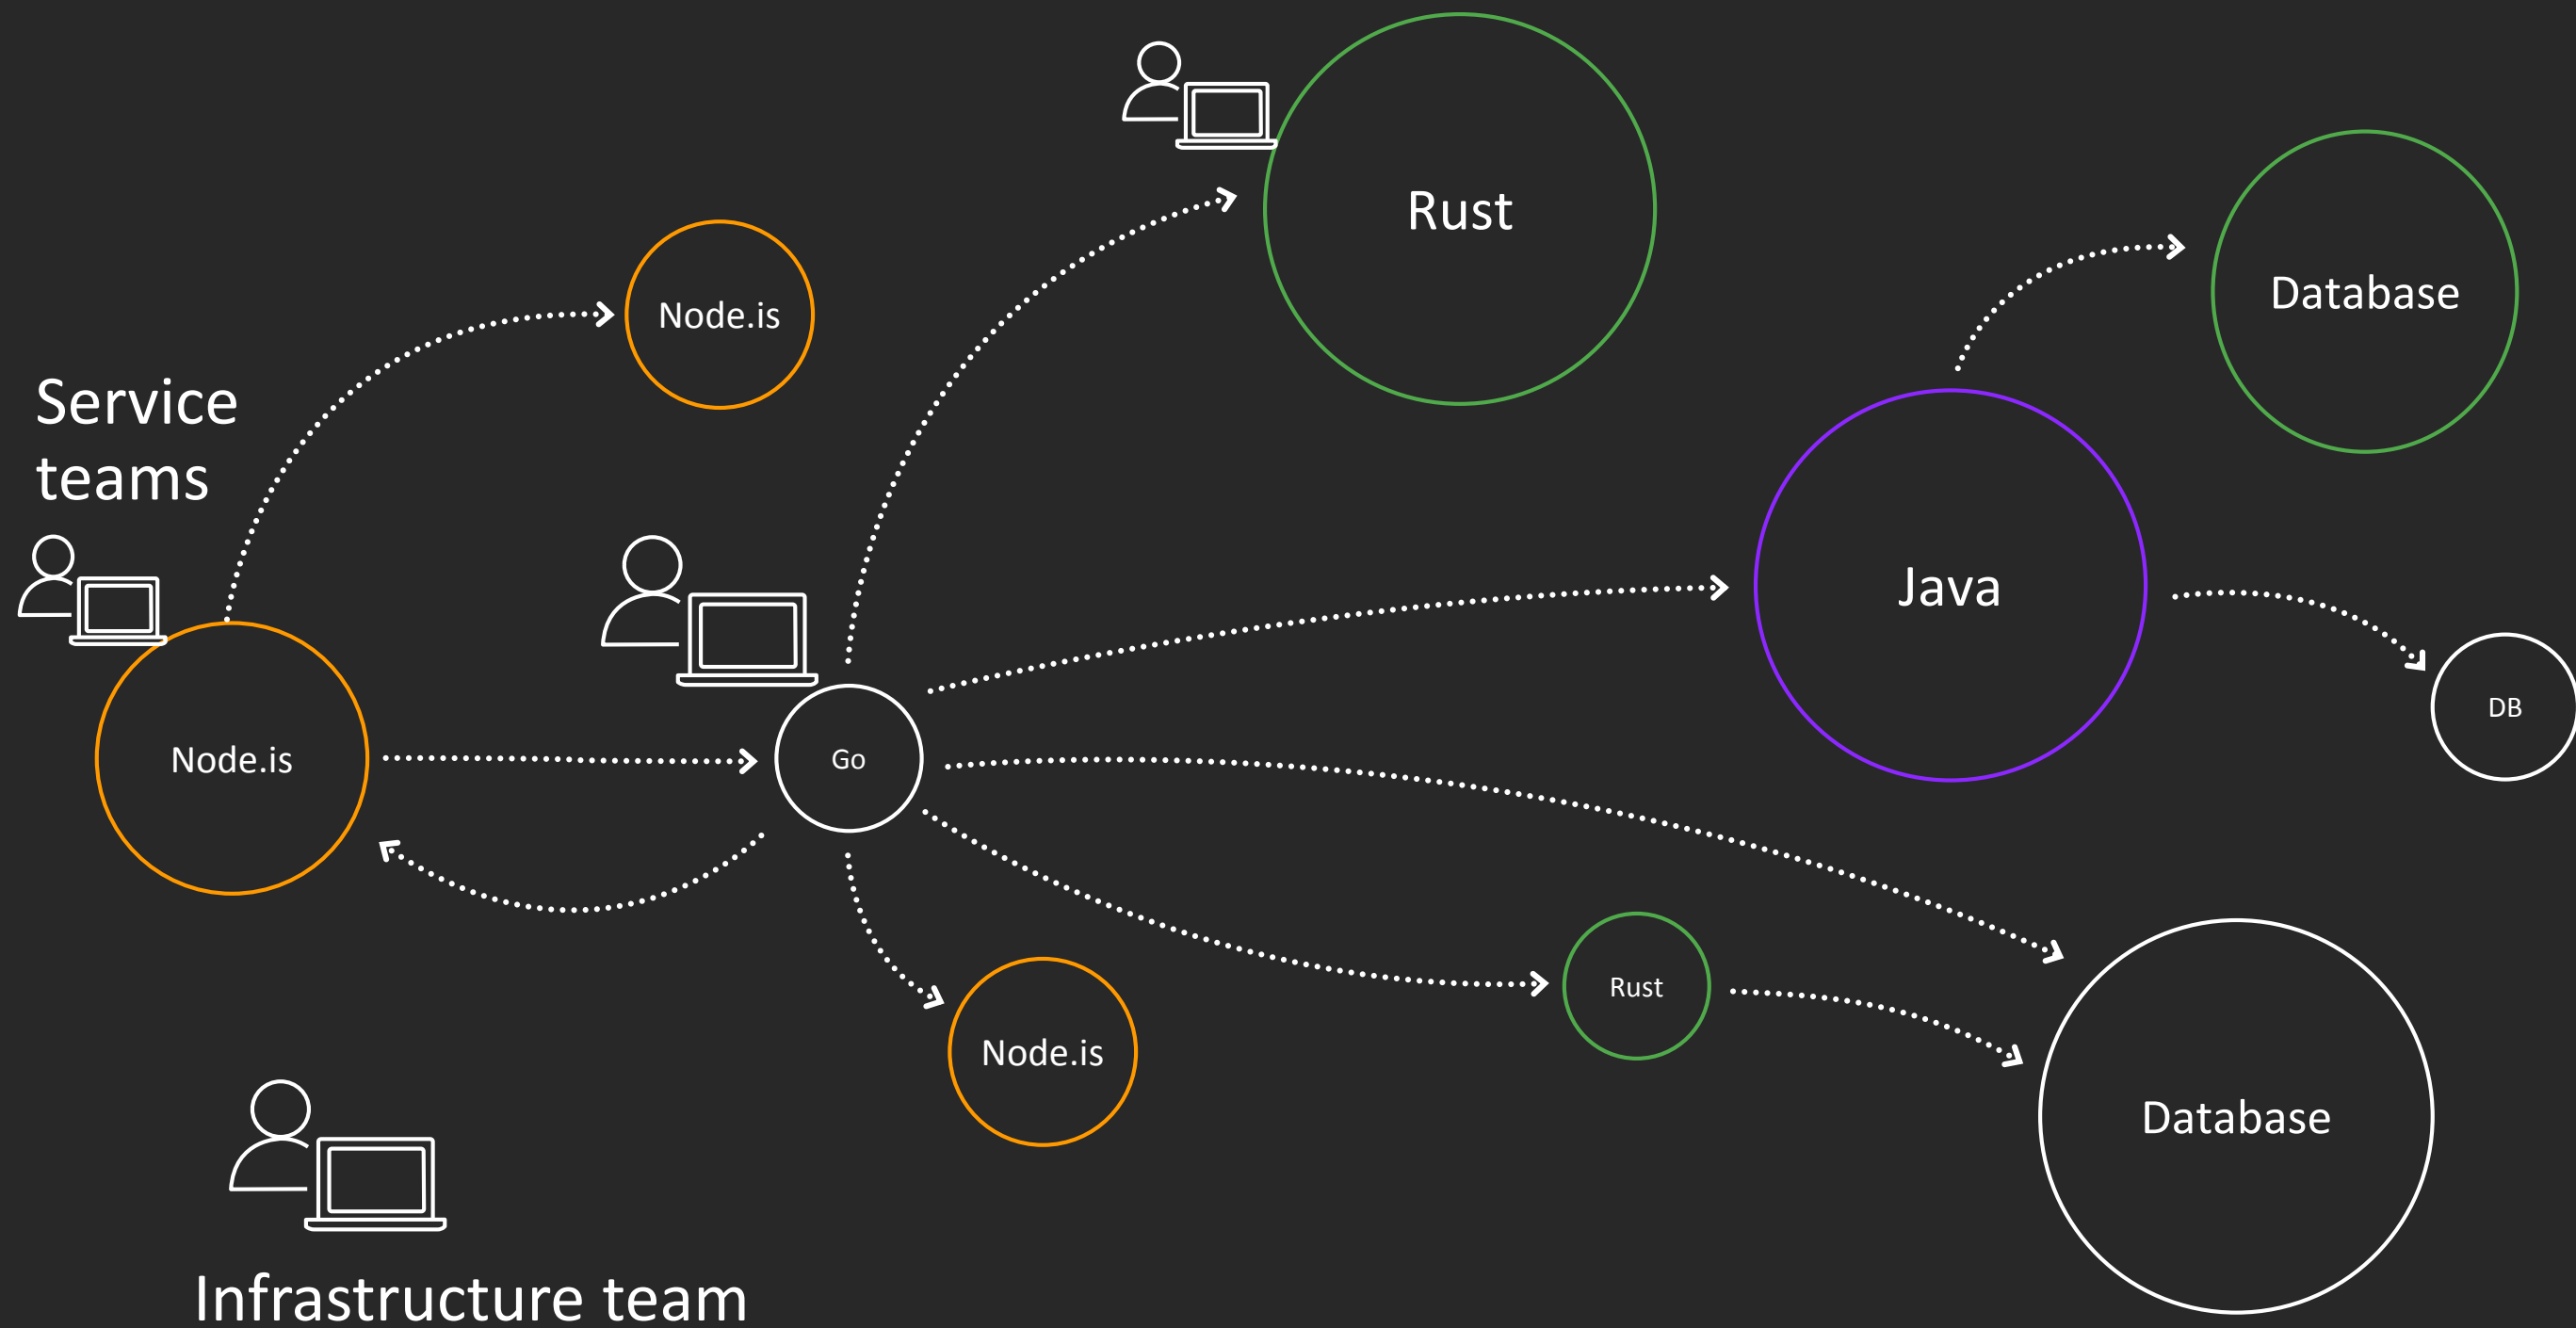 Rust
Database
Node.is
Service
teams
Java
DB
Node.is
Go
Rust
Node.is
Database
Infrastructure team